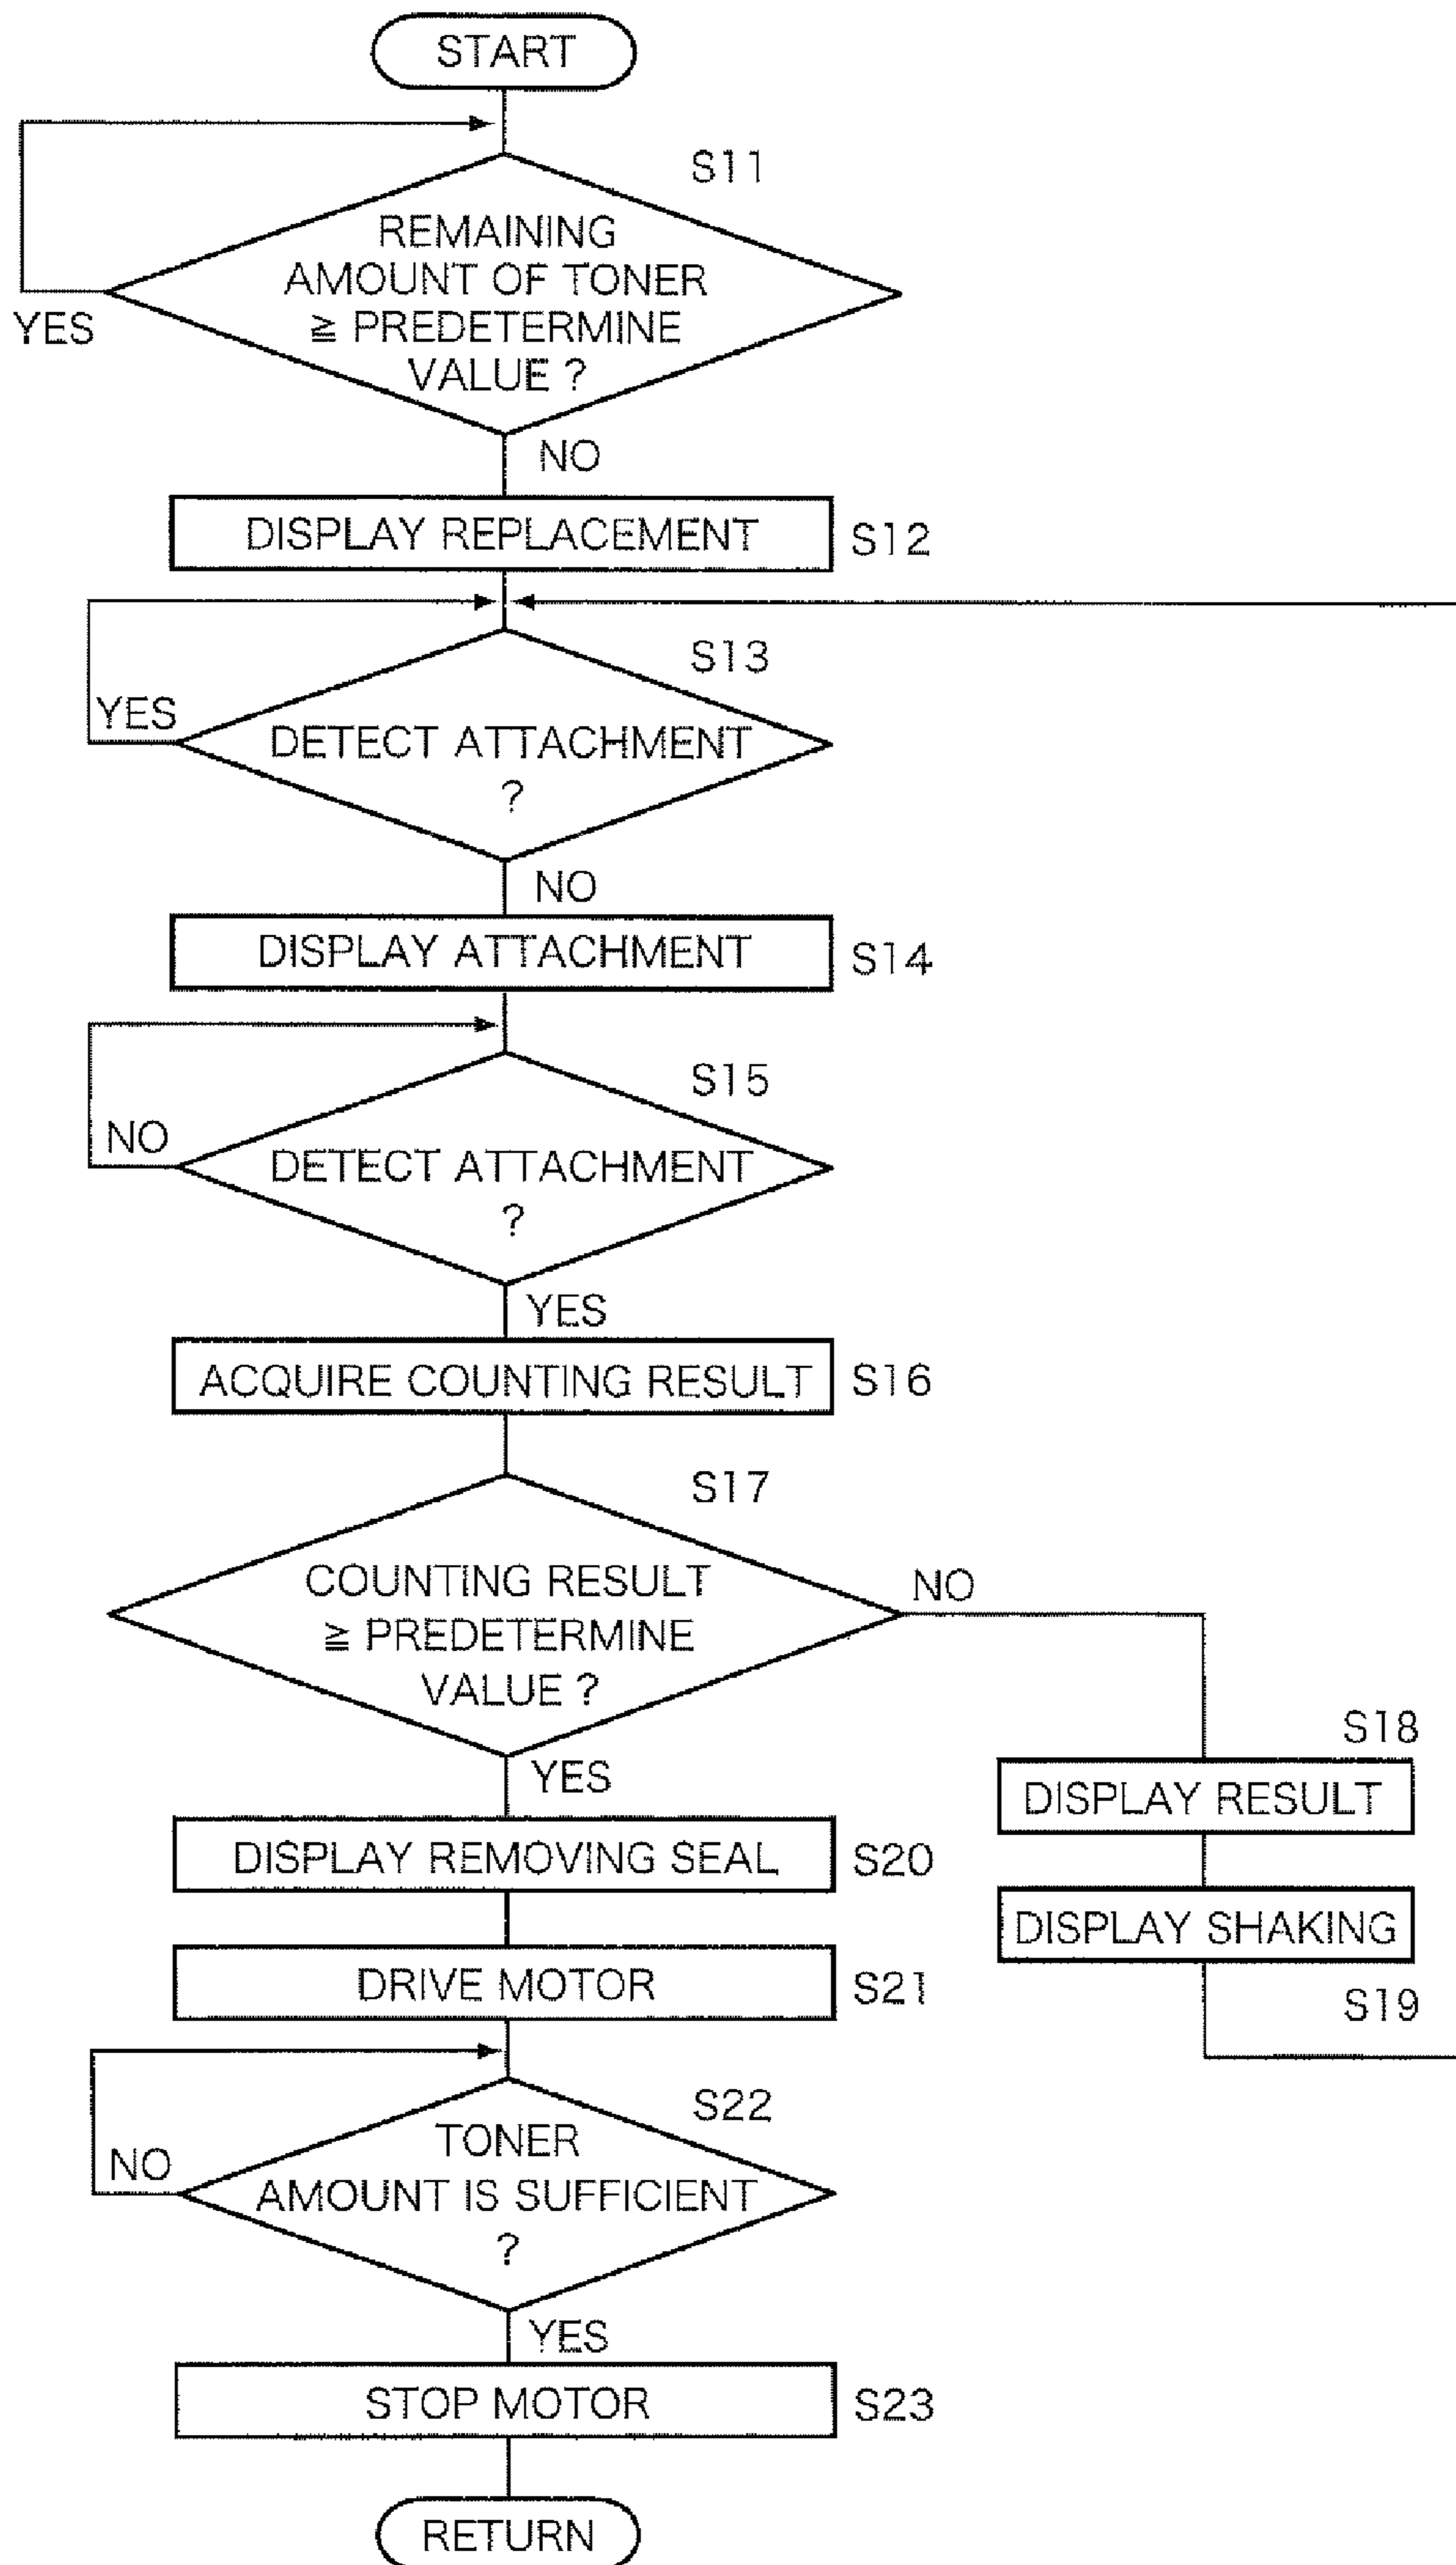 START
S11
REMAINING
AMOUNT OF TONER
≧ PREDETERMINE
VALUE ?
YES
NO
DISPLAY REPLACEMENT
S12
S13
YES
DETECT ATTACHMENT
?
NO
DISPLAY ATTACHMENT
S14
S15
NO
DETECT ATTACHMENT
?
YES
ACQUIRE COUNTING RESULT
S16
S17
COUNTING RESULT
≧ PREDETERMINE
VALUE ?
NO
YES
S18
DISPLAY RESULT
DISPLAY SHAKING
S19
DISPLAY REMOVING SEAL
S20
DRIVE MOTOR
S21
S22
TONER
AMOUNT IS SUFFICIENT
?
NO
YES
STOP MOTOR
S23
RETURN